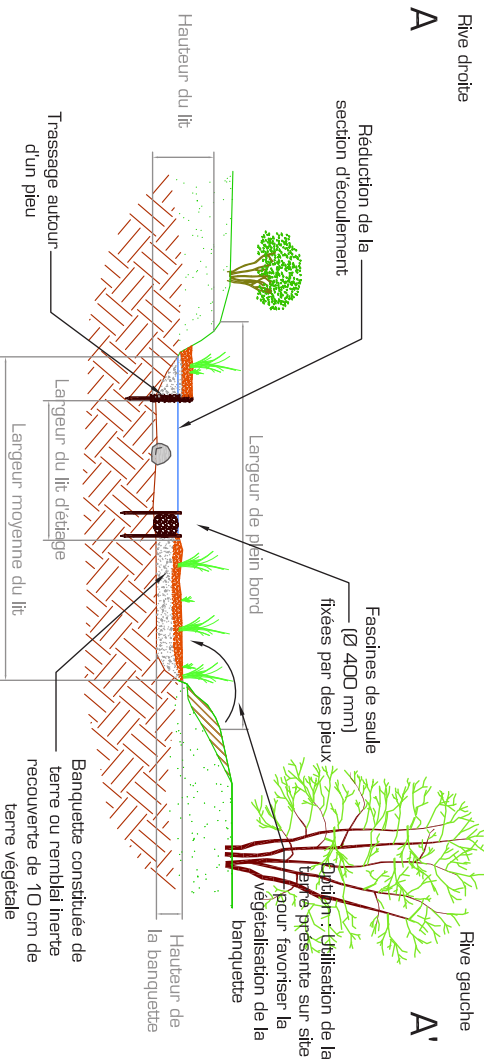 Rive droite
A
Rive gauche
A'
Réduction de la
section d'écoulement
Fascines de saule
(Ø 400 mm)
fixées par des pieux
Option : Utilisation de la
terre présente sur site
pour favoriser la
végétalisation de la
banquette
Hauteur du lit
Largeur de plein bord
Trassage autour
d'un pieu
Largeur du lit d'étiage
Largeur moyenne du lit
Banquette constituée de
terre ou remblai inerte
recouverte de 10 cm de
terre végétale
Hauteur de
la banquette